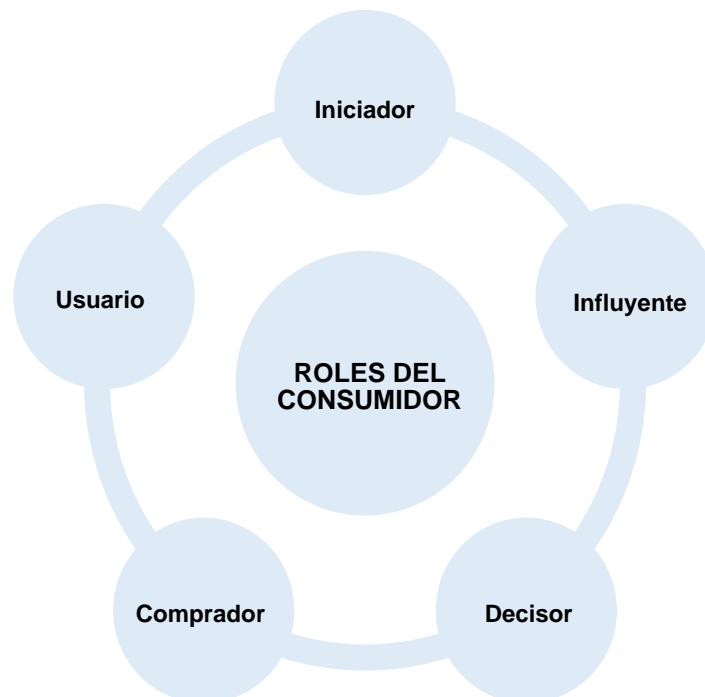 Iniciador
Usuario
Influyente
ROLES DEL
CONSUMIDOR
Comprador
Decisor